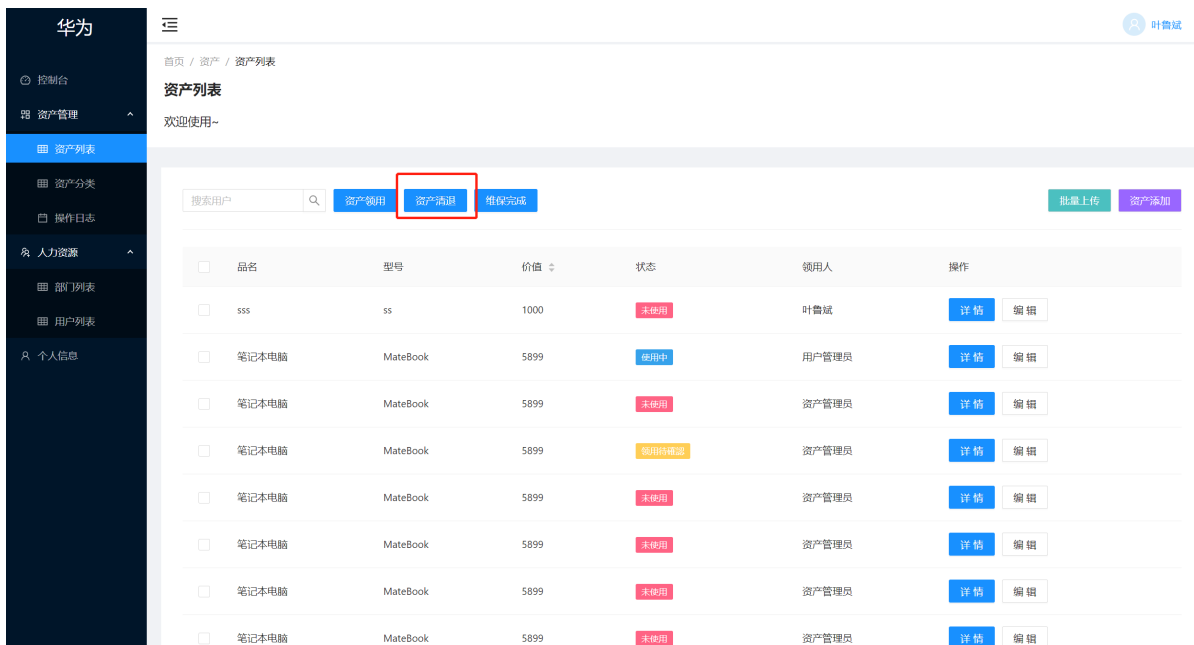 华为
叶鲁斌
首页 / 资产 / 资产列表
资产列表
欢迎使用~
控制台
资产管理
资产列表
资产分类
操作日志
人力资源
部门列表
用户列表
个人信息
搜索用户 资产领用 资产清退 维保完成 批量上传 资产添加
品名 型号 价值 状态 领用人 操作
sss ss 1000 未使用 叶鲁斌 详 情 编 辑
笔记本电脑 MateBook 5899 使用中 用户管理员 详 情 编 辑
笔记本电脑 MateBook 5899 未使用 资产管理员 详 情 编 辑
笔记本电脑 MateBook 5899 领用待确认 资产管理员 详 情 编 辑
笔记本电脑 MateBook 5899 未使用 资产管理员 详 情 编 辑
笔记本电脑 MateBook 5899 未使用 资产管理员 详 情 编 辑
笔记本电脑 MateBook 5899 未使用 资产管理员 详 情 编 辑
笔记本电脑 MateBook 5899 未使用 资产管理员 详 情 编 辑